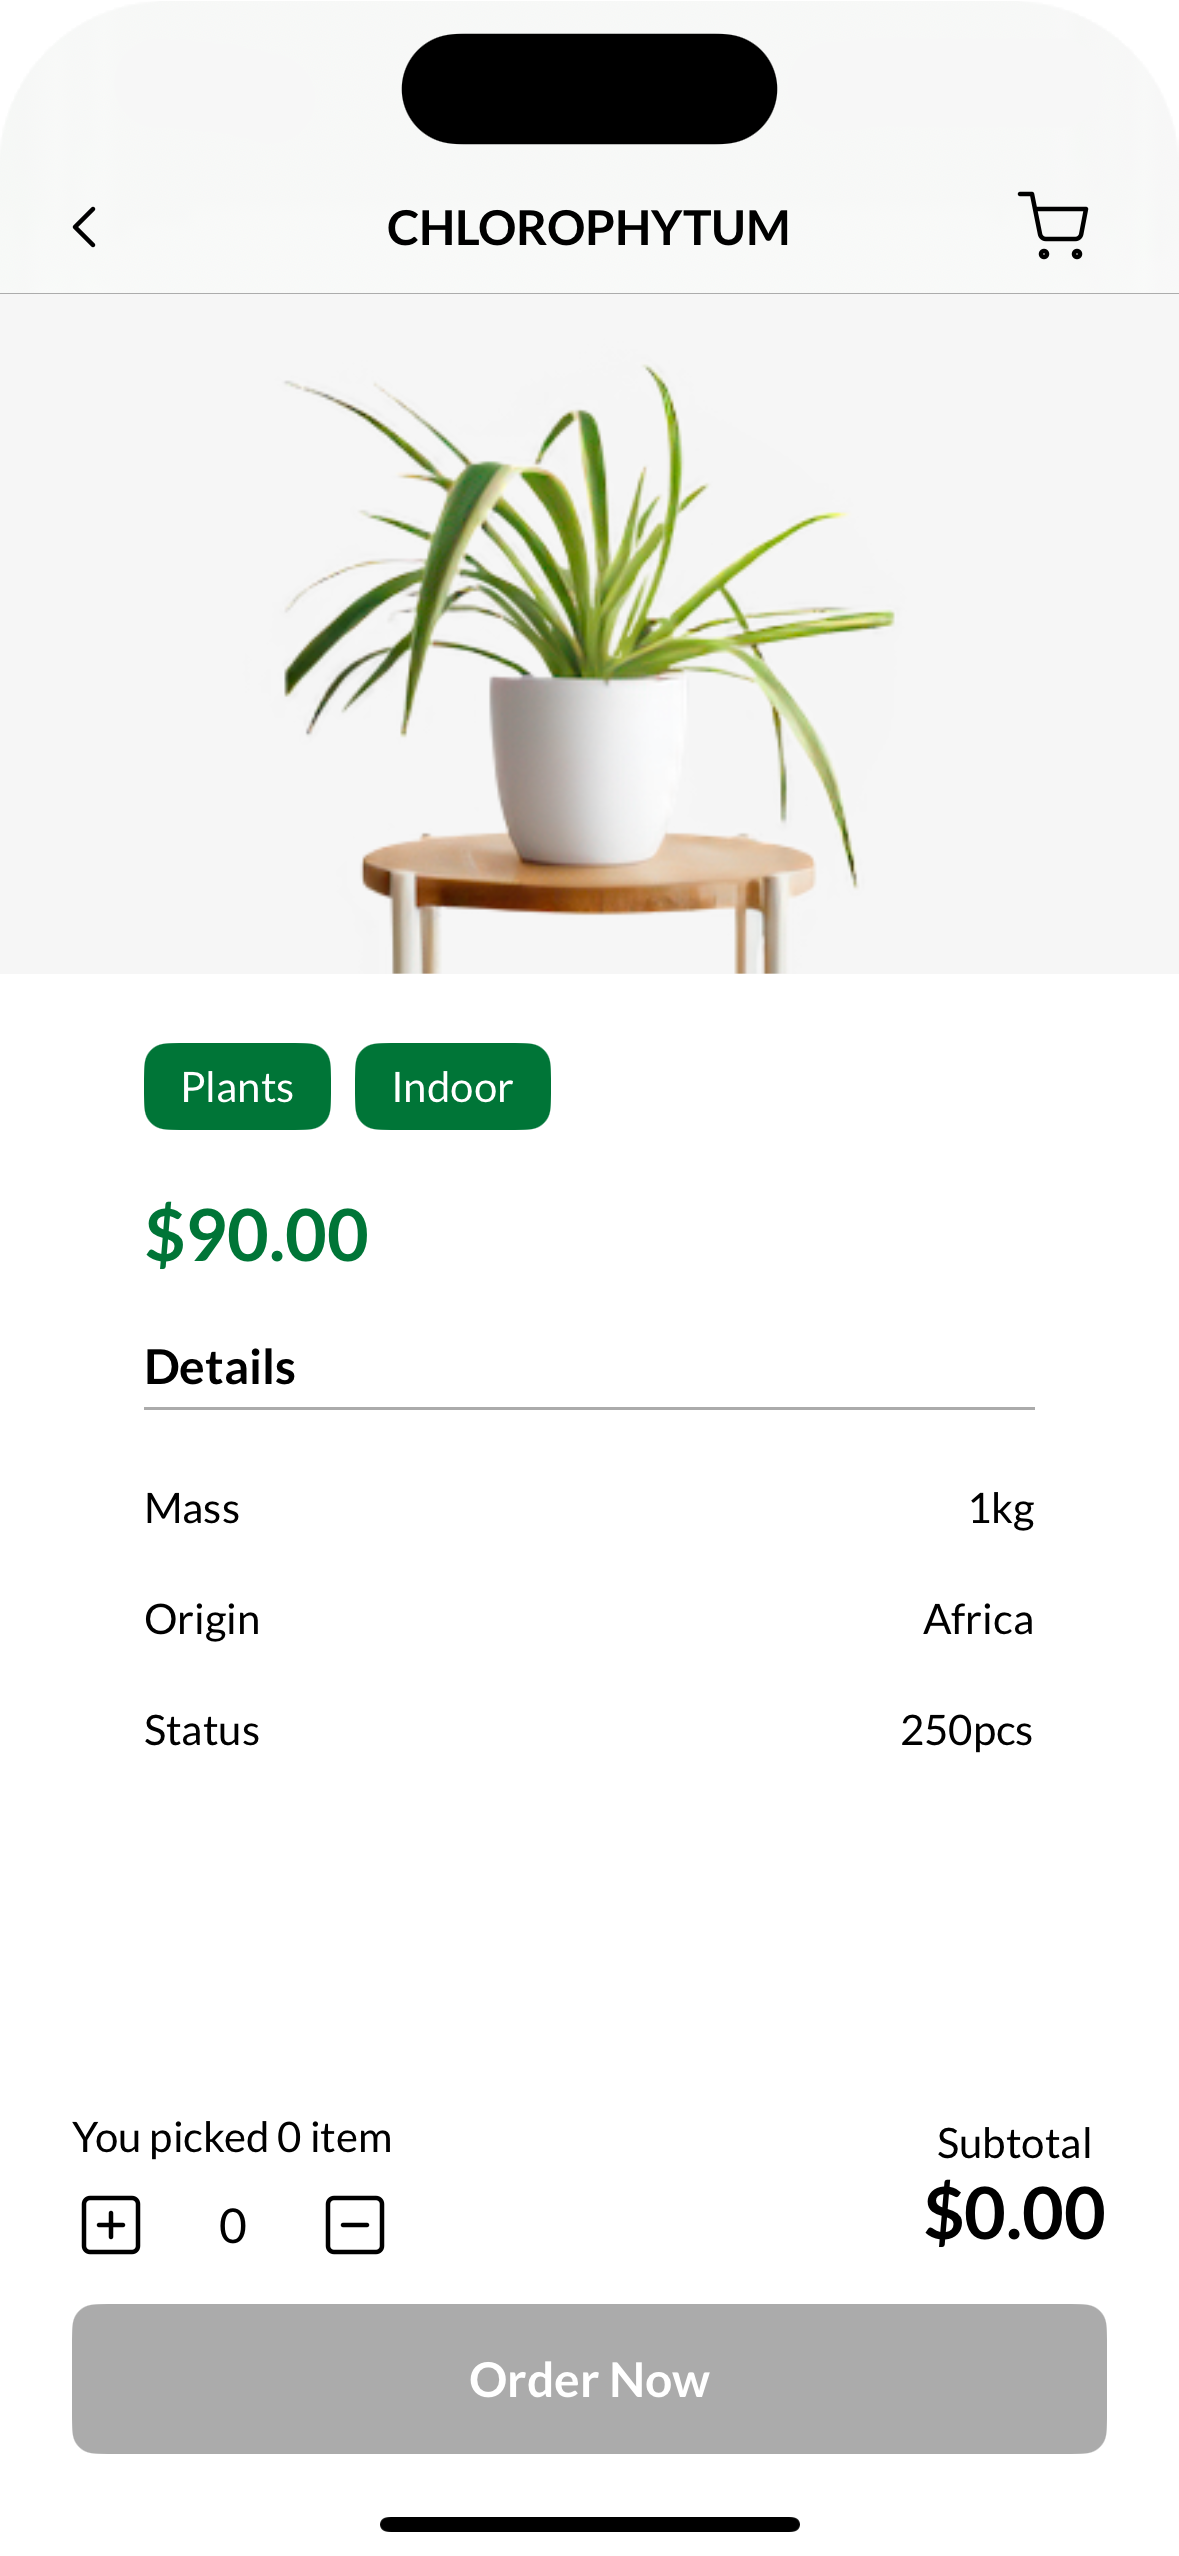 CHLOROPHYTUM
Plants Indoor
$90.00
Details
Mass 1kg
Origin Africa
Status 250pcs
You picked 0 item
Subtotal
0
$0.00
Order Now